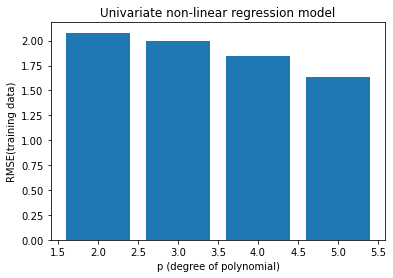 Univariate non-linear regression model
RMSE(training data)
2.00
1.75
1.50
1.25
1.00
0.75
0.50
0.25
0.00
1.5 2.0 2.5 3.0 3.5 4.0 4.5 5.0 5.5
p (degree of polynomial)